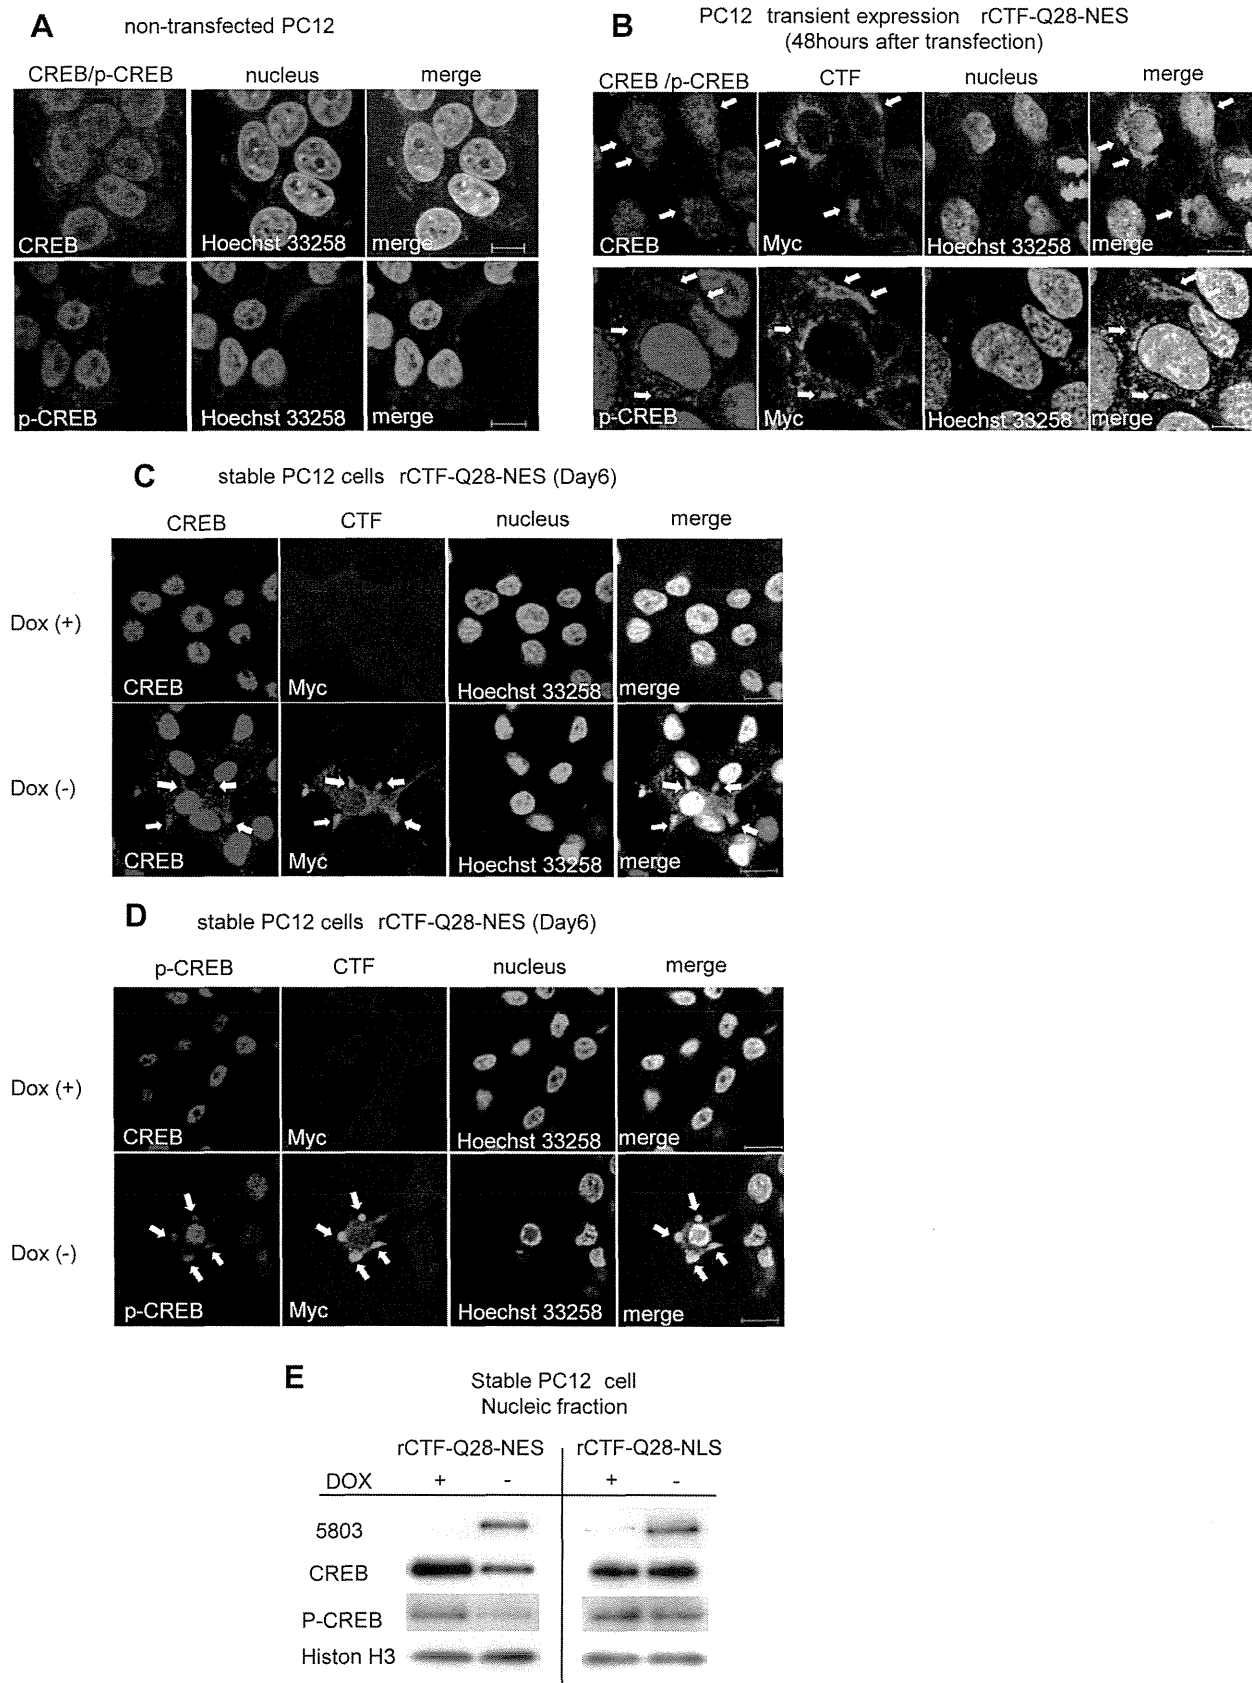 A
non-transfected PC12
CREB/p-CREB nucleus merge
CREB Hoechst 33258 merge
p-CREB Hoechst 33258 merge
B
PC12 transient expression rCTF-Q28-NES
(48hours after transfection)
CREB /p-CREB CTF nucleus merge
CREB Myc Hoechst 33258 merge
p-CREB Myc Hoechst 33258 merge
C
stable PC12 cells rCTF-Q28-NES (Day6)
CREB CTF nucleus merge
Dox (+)
CREB Myc Hoechst 33258 merge
Dox (-)
CREB Myc Hoechst 33258 merge
D
stable PC12 cells rCTF-Q28-NES (Day6)
p-CREB CTF nucleus merge
Dox (+)
CREB Myc Hoechst 33258 merge
Dox (-)
p-CREB Myc Hoechst 33258 merge
E
Stable PC12 cell
Nucleic fraction
rCTF-Q28-NES rCTF-Q28-NLS
DOX + - + -
5803
CREB
P-CREB
Histon H3